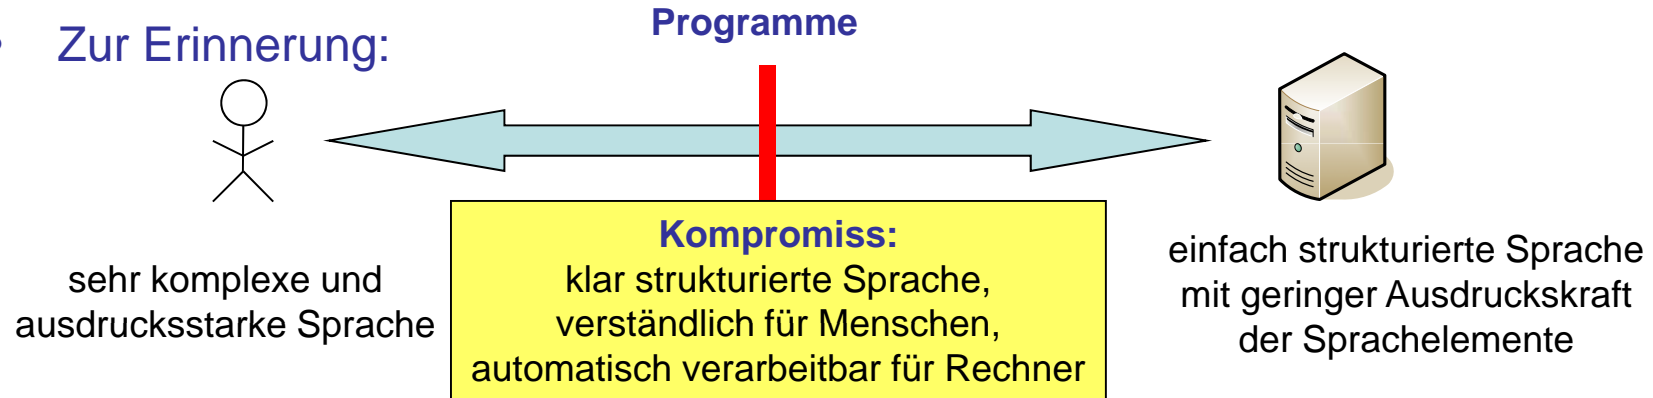 Programme
• Zur Erinnerung:
sehr komplexe und
ausdrucksstarke Sprache
Kompromiss:
klar strukturierte Sprache,
verständlich für Menschen,
automatisch verarbeitbar für Rechner
einfach strukturierte Sprache
mit geringer Ausdruckskraft
der Sprachelemente